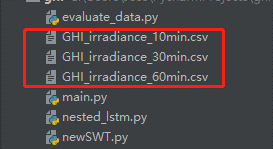 evaluate_data.py
GHI_irradiance_10min.csv
GHI_irradiance_30min.csv
GHI_irradiance_60min.csv
main.py
nested_lstm.py
newSWT.py